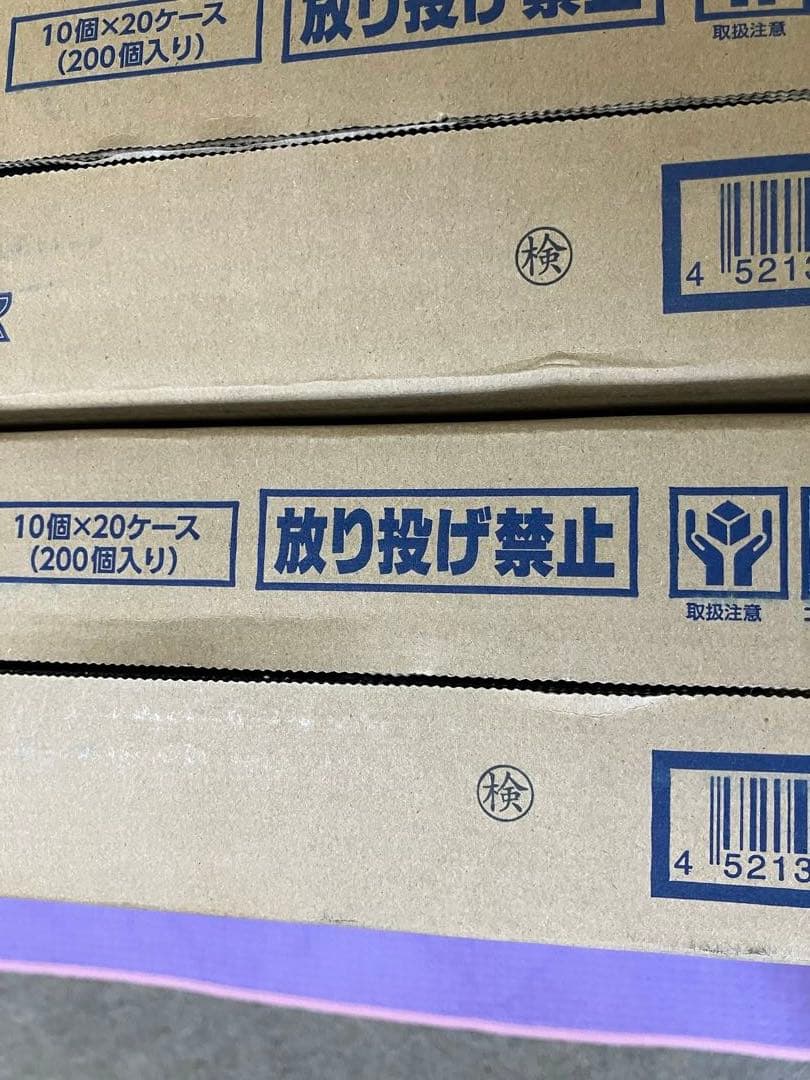 10個×20ケース
(200個入り)
放り投げ禁止
取扱注意
検
4 5213
10個×20ケース
(200個入り)
放り投げ禁止
取扱注意
検
4 5213